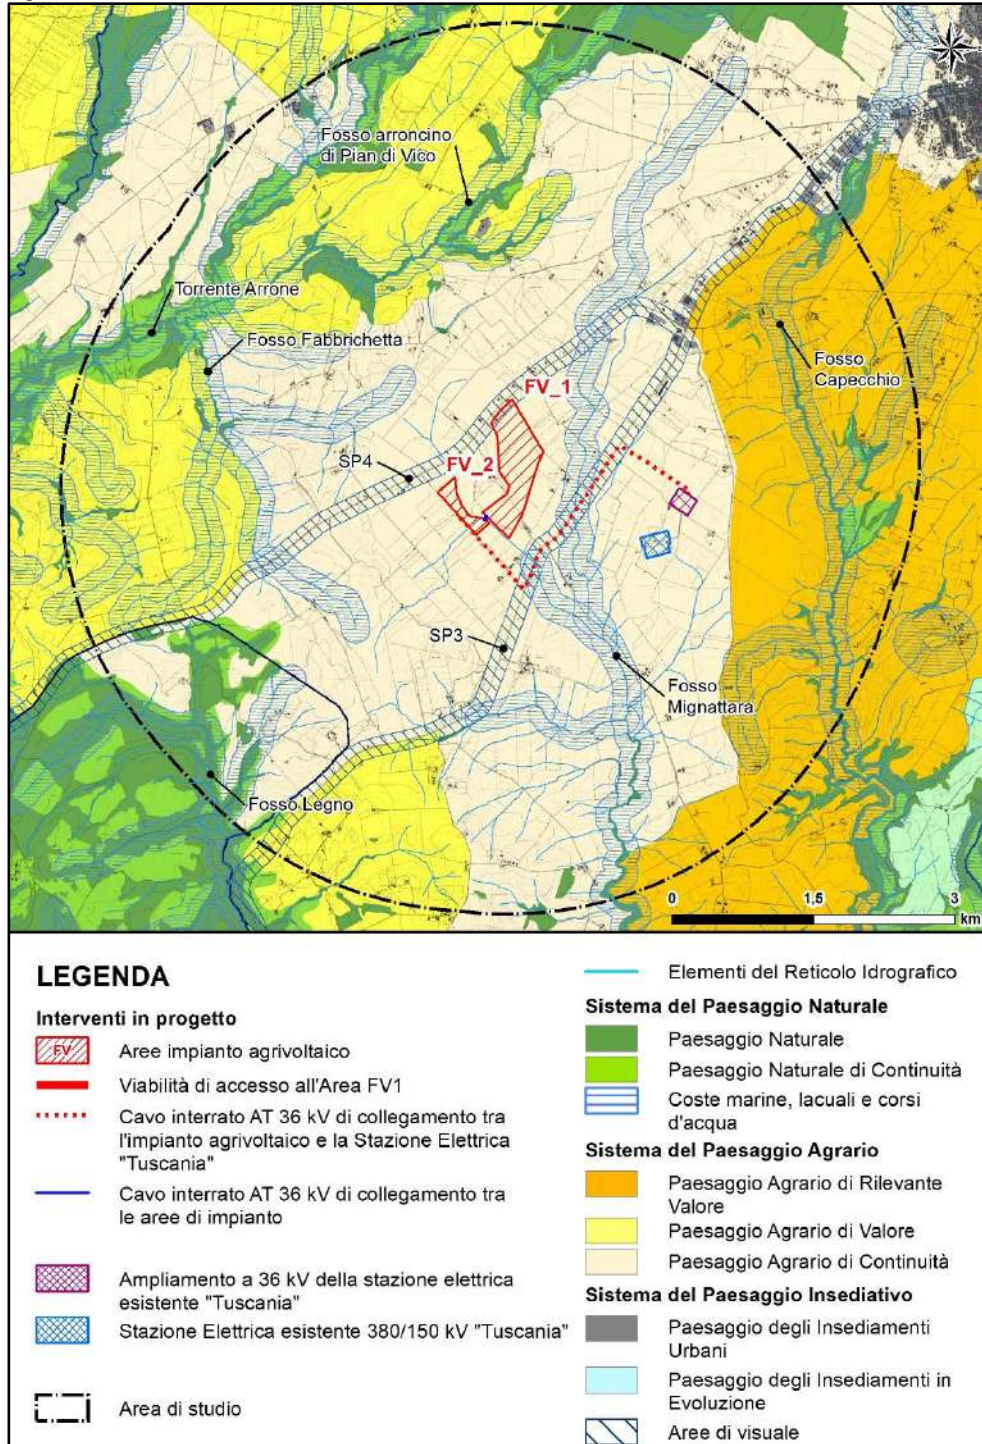 Fosso arroncino
di Pian di Vico
Torrente Arrone
Fosso Fabbrichetta
Fosso
Capecchio
FV_1
FV_2
SP4
SP3
Fosso
Mignattara
Fosso Legno
0
1,5
3
km
LEGENDA
Interventi in progetto
FV
Aree impianto agrivoltaico
Viabilità di accesso all'Area FV1
Cavo interrato AT 36 kV di collegamento tra
l'impianto agrivoltaico e la Stazione Elettrica
"Tuscania"
Cavo interrato AT 36 kV di collegamento tra
le aree di impianto
Ampliamento a 36 kV della stazione elettrica
esistente "Tuscania"
Stazione Elettrica esistente 380/150 kV "Tuscania"
Area di studio
Elementi del Reticolo Idrografico
Sistema del Paesaggio Naturale
Paesaggio Naturale
Paesaggio Naturale di Continuità
Coste marine, lacuali e corsi
d'acqua
Sistema del Paesaggio Agrario
Paesaggio Agrario di Rilevante
Valore
Paesaggio Agrario di Valore
Paesaggio Agrario di Continuità
Sistema del Paesaggio Insediativo
Paesaggio degli Insediamenti
Urbani
Paesaggio degli Insediamenti in
Evoluzione
Aree di visuale